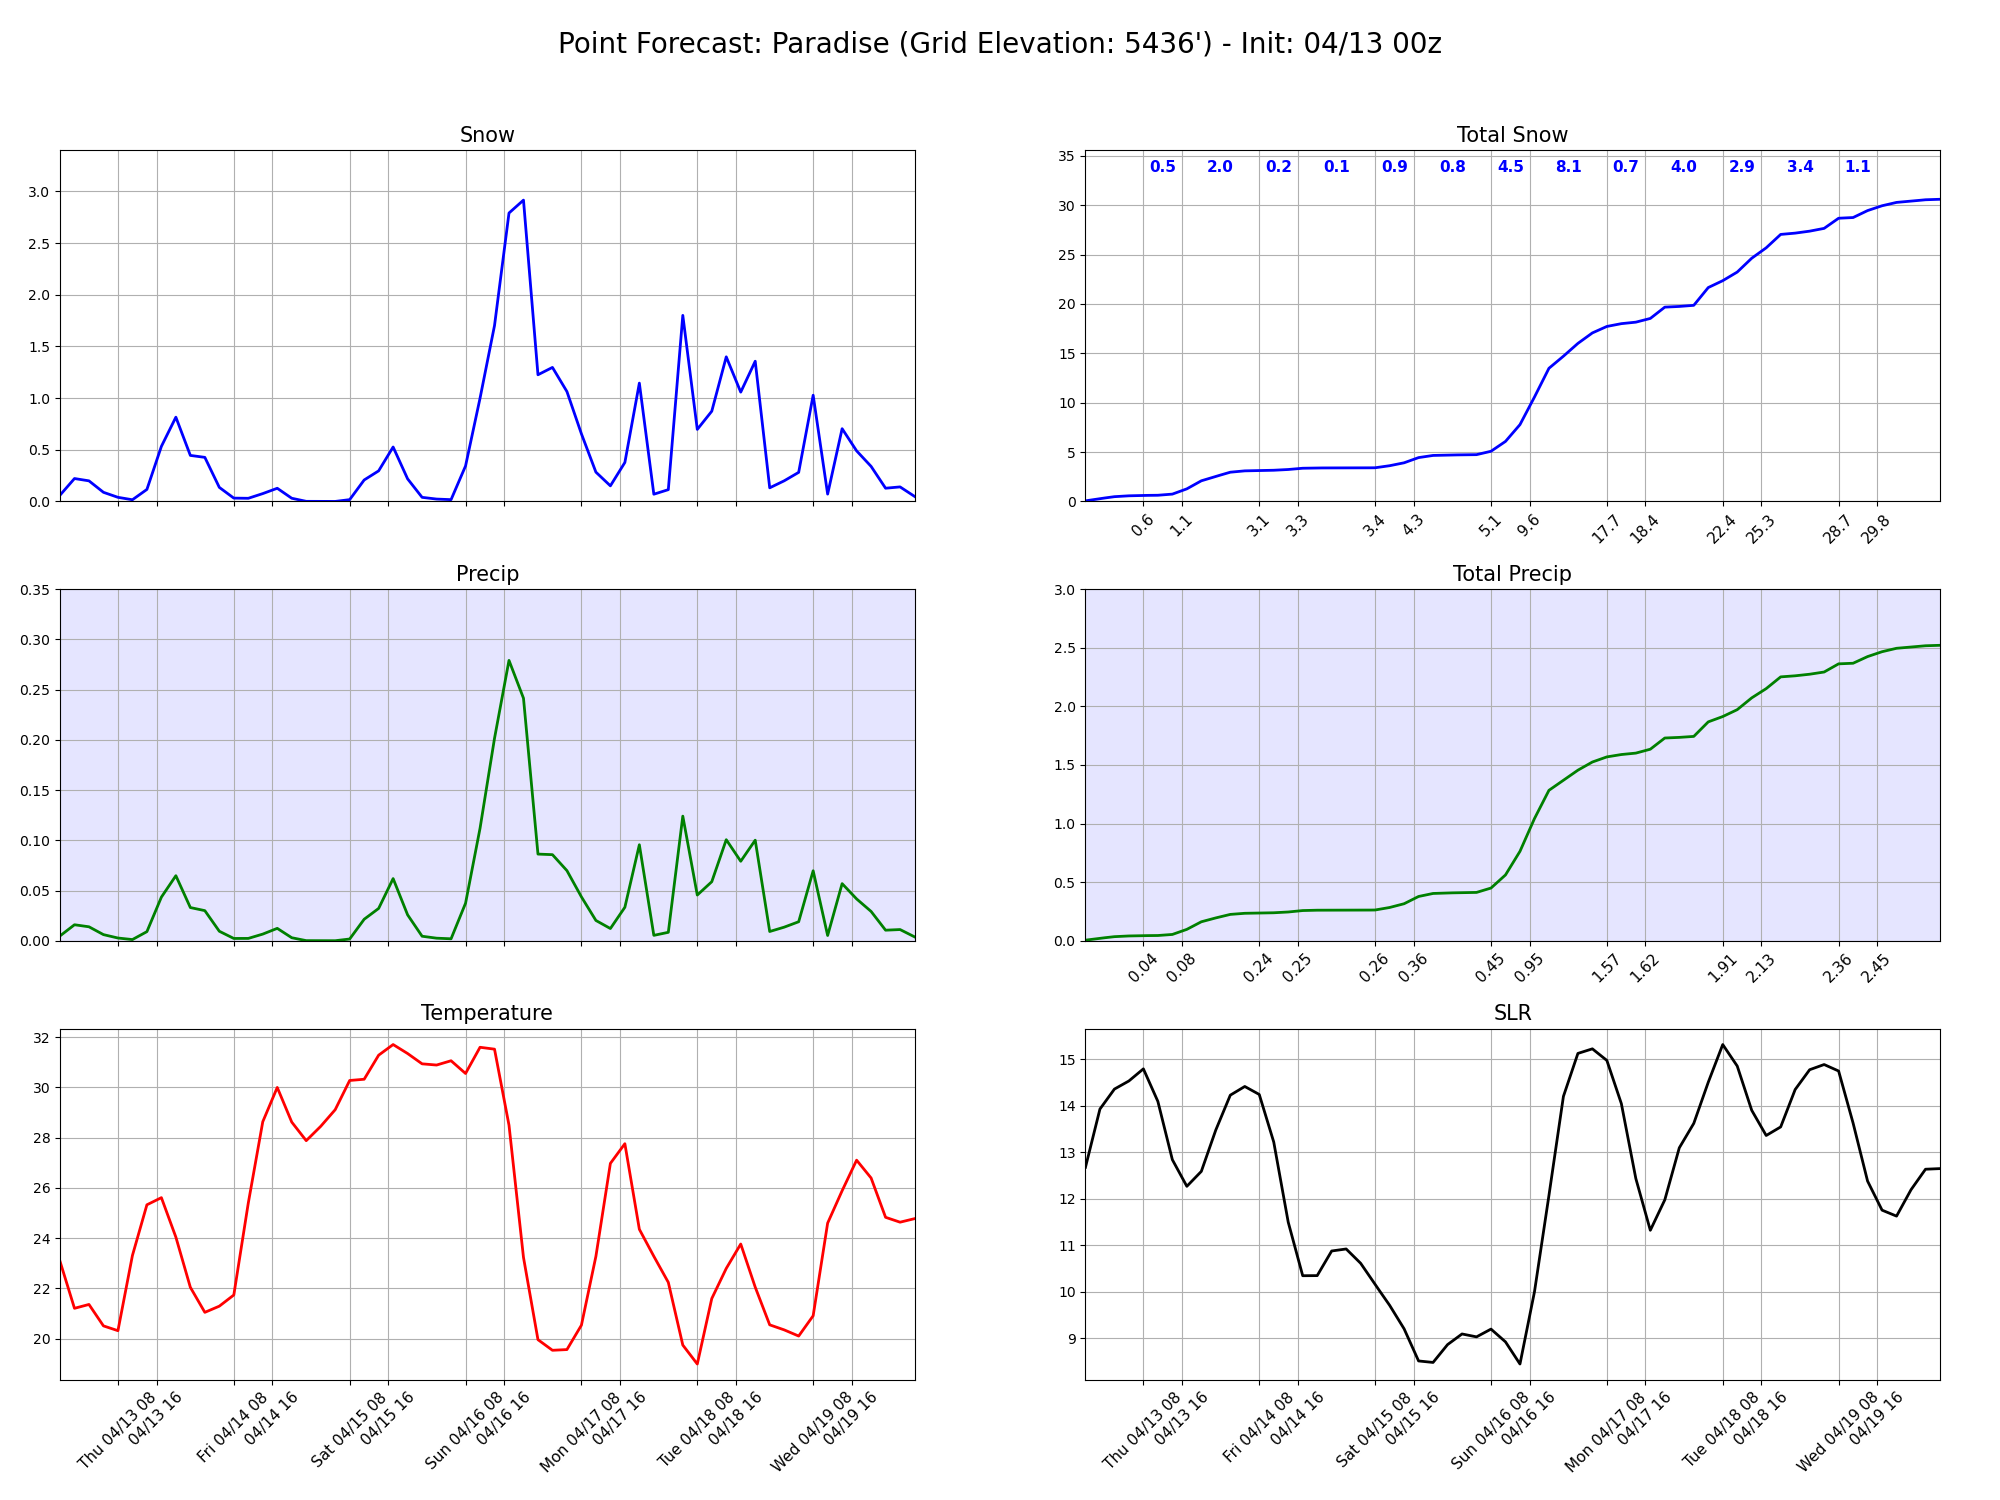 Point Forecast: Paradise (Grid Elevation: 5436') - Init: 04/13 00z
Snow
3.0
2.5
2.0
1.5
1.0
0.5
0.0
Total Snow
35
30
25
20
15
10
5
0
0.5 2.0 0.2 0.1 0.9 0.8 4.5 8.1 0.7 4.0 2.9 3.4 1.1
0.6 1.1 3.1 3.3 3.4 4.3 5.1 9.6 17.7 18.4 22.4 25.3 28.7 29.8
Precip
0.35
0.30
0.25
0.20
0.15
0.10
0.05
0.00
Total Precip
3.0
2.5
2.0
1.5
1.0
0.5
0.0
0.04 0.08 0.24 0.25 0.26 0.36 0.45 0.95 1.57 1.62 1.91 2.13 2.36 2.45
Temperature
32
30
28
26
24
22
20
Thu 04/13 08
04/13 16
Fri 04/14 08
04/14 16
Sat 04/15 08
04/15 16
Sun 04/16 08
04/16 16
Mon 04/17 08
04/17 16
Tue 04/18 08
04/18 16
Wed 04/19 08
04/19 16
SLR
15
14
13
12
11
10
9
Thu 04/13 08
04/13 16
Fri 04/14 08
04/14 16
Sat 04/15 08
04/15 16
Sun 04/16 08
04/16 16
Mon 04/17 08
04/17 16
Tue 04/18 08
04/18 16
Wed 04/19 08
04/19 16